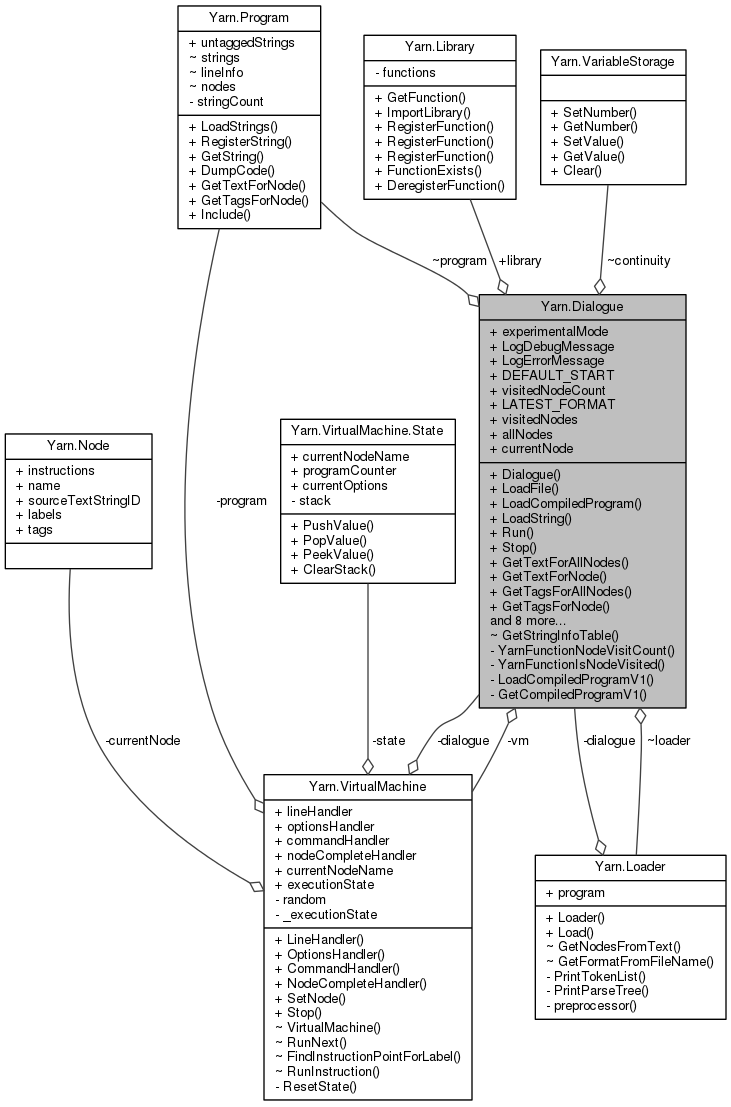 Yarn.Program
+ untaggedStrings
~ strings
~ lineInfo
~ nodes
- stringCount
+ LoadStrings()
+ RegisterString()
+ GetString()
+ DumpCode()
+ GetTextForNode()
+ GetTagsForNode()
+ Include()
Yarn.Library
- functions
+ GetFunction()
+ ImportLibrary()
+ RegisterFunction()
+ RegisterFunction()
+ RegisterFunction()
+ FunctionExists()
+ DeregisterFunction()
Yarn.VariableStorage
+ SetNumber()
+ GetNumber()
+ SetValue()
+ GetValue()
+ Clear()
~program
+library
~continuity
Yarn.Dialogue
+ experimentalMode
+ LogDebugMessage
+ LogErrorMessage
+ DEFAULT_START
+ visitedNodeCount
+ LATEST_FORMAT
+ visitedNodes
+ allNodes
+ currentNode
+ Dialogue()
+ LoadFile()
+ LoadCompiledProgram()
+ LoadString()
+ Run()
+ Stop()
+ GetTextForAllNodes()
+ GetTextForNode()
+ GetTagsForAllNodes()
+ GetTagsForNode()
and 8 more...
~ GetStringInfoTable()
- YarnFunctionNodeVisitCount()
- YarnFunctionIsNodeVisited()
- LoadCompiledProgramV1()
- GetCompiledProgramV1()
Yarn.Node
+ instructions
+ name
+ sourceTextStringID
+ labels
+ tags
-program
Yarn.VirtualMachine.State
+ currentNodeName
+ programCounter
+ currentOptions
- stack
+ PushValue()
+ PopValue()
+ PeekValue()
+ ClearStack()
-currentNode
-state
-dialogue
-vm
-dialogue
~loader
Yarn.VirtualMachine
+ lineHandler
+ optionsHandler
+ commandHandler
+ nodeCompleteHandler
+ currentNodeName
+ executionState
- random
- _executionState
+ LineHandler()
+ OptionsHandler()
+ CommandHandler()
+ NodeCompleteHandler()
+ SetNode()
+ Stop()
~ VirtualMachine()
~ RunNext()
~ FindInstructionPointForLabel()
~ RunInstruction()
- ResetState()
Yarn.Loader
+ program
+ Loader()
+ Load()
~ GetNodesFromText()
~ GetFormatFromFileName()
- PrintTokenList()
- PrintParseTree()
- preprocessor()